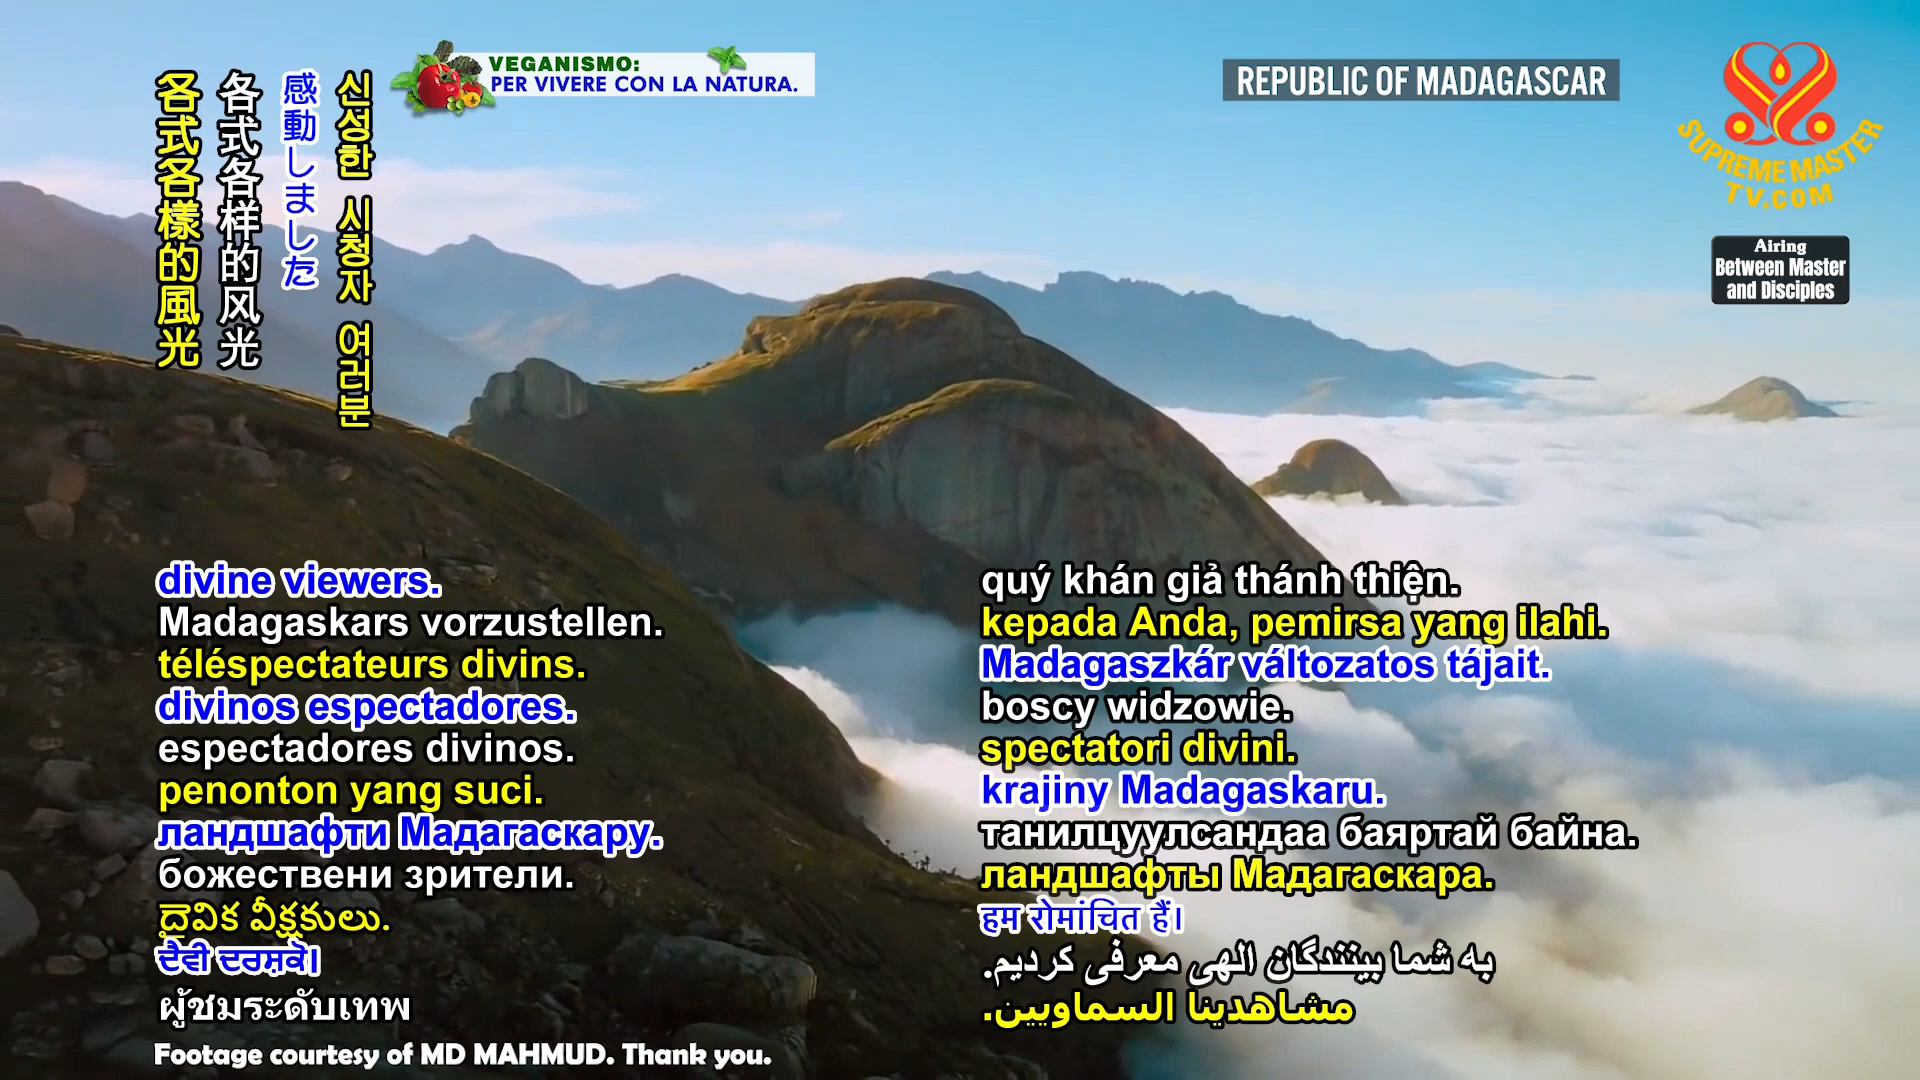 VEGANISMO:
PER VIVERE CON LA NATURA.
REPUBLIC OF MADAGASCAR
SUPREME MASTER
TV.COM
Airing
Between Master
and Disciples
신성한 시청자 여러분
感動しました
各式各样的风光
各式各樣的風光
divine viewers.
Madagaskars vorzustellen.
téléspectateurs divins.
divinos espectadores.
espectadores divinos.
penonton yang suci.
ландшафти Мадагаскару.
божествени зрители.
దైవిక వీక్షకులు.
ਦੈਵੀ ਦਰਸ਼ਕੋ।
ผู้ชมระดับเทพ
quý khán giả thánh thiện.
kepada Anda, pemirsa yang ilahi.
Madagaszkár változatos tájait.
boscy widzowie.
spectatori divini.
krajiny Madagaskaru.
танилцуулсандаа баяртай байна.
ландшафты Мадагаскара.
हम रोमांचित हैं।
به شما بینندگان الهی معرفی کردیم.
مشاهدينا السماويين.
Footage courtesy of MD MAHMUD. Thank you.